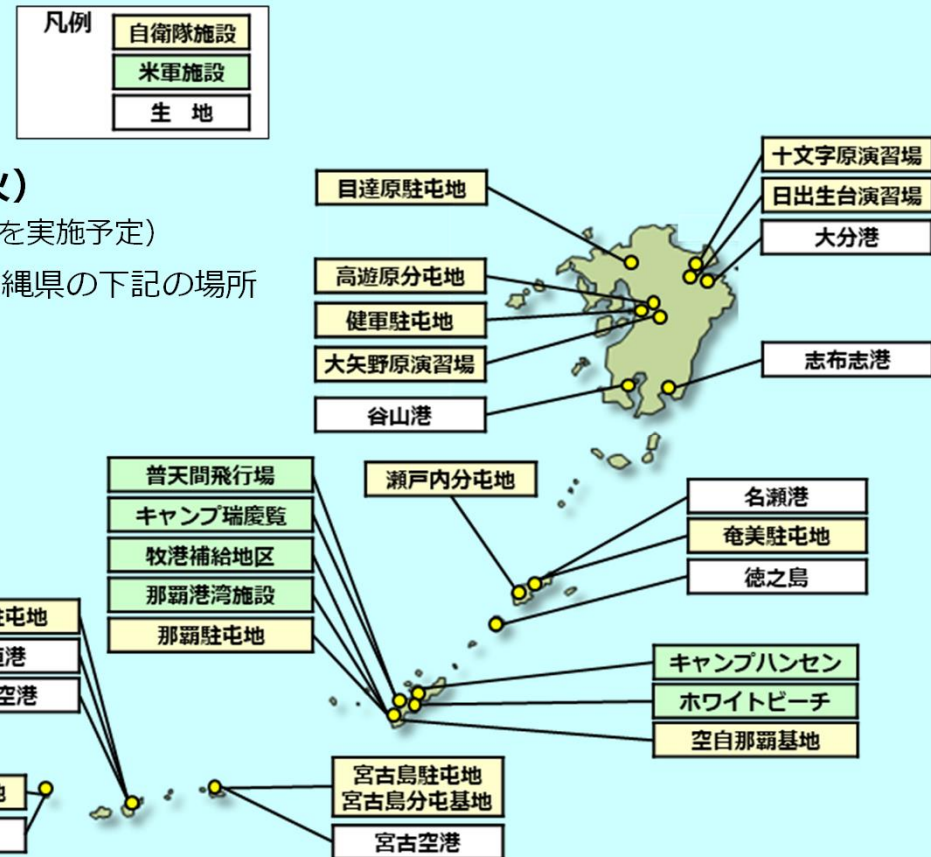 凡例
自衛隊施設
米軍施設
生 地
火)
を実施予定)
縄県の下記の場所
目達原駐屯地
高遊原分屯地
健軍駐屯地
大矢野原演習場
谷山港
十文字原演習場
日出生台演習場
大分港
志布志港
普天間飛行場
キャンプ瑞慶覧
牧港補給地区
那覇港湾施設
那覇駐屯地
瀬戸内分屯地
名瀬港
奄美駐屯地
徳之島
キャンプハンセン
ホワイトビーチ
空自那覇基地
屯地
港
空港
地
宮古島駐屯地
宮古島分屯基地
宮古空港